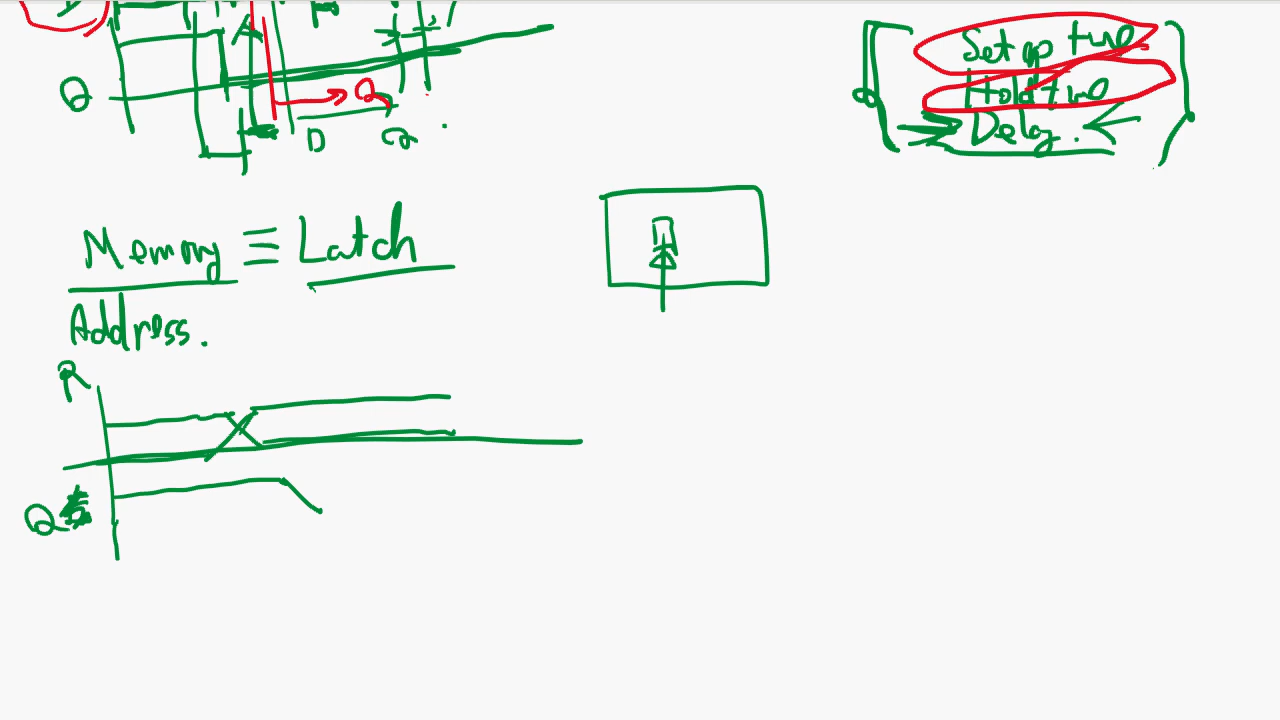 Q
Q
D Q
Setup time
Hold time
Delay.
Memory ≡ Latch
Address.
R
Q